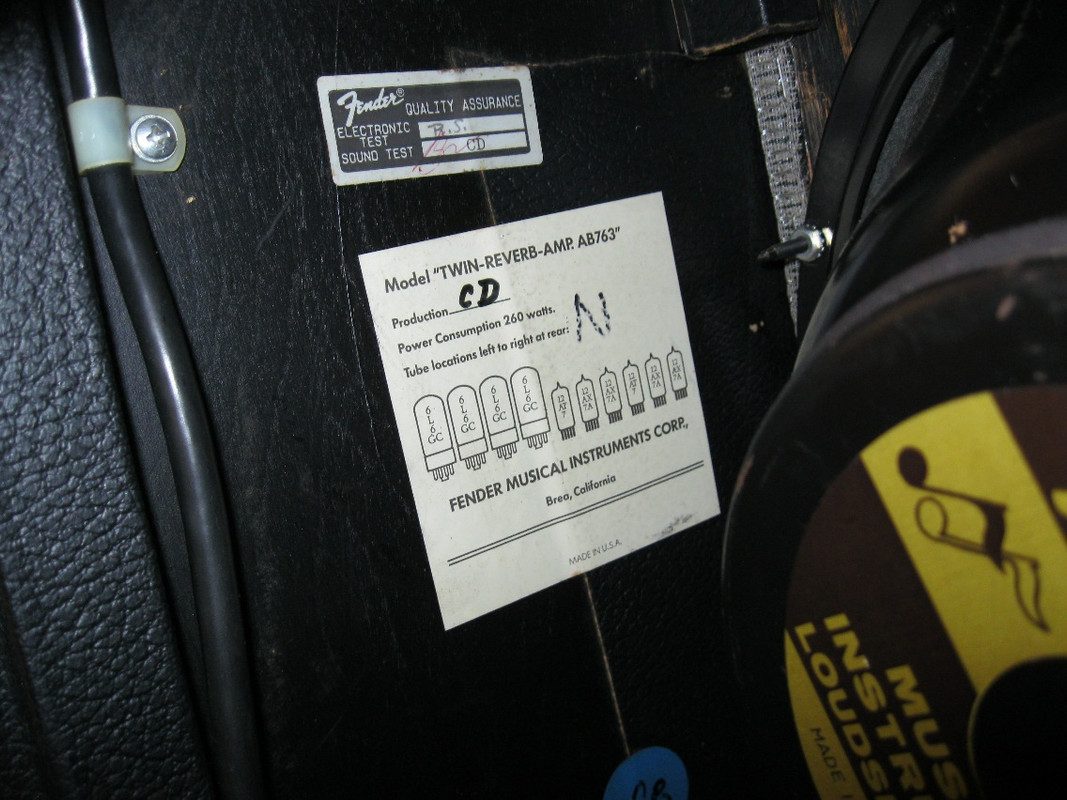 Fender® QUALITY ASSURANCE
ELECTRONIC TEST R.S.
SOUND TEST CD
Model "TWIN-REVERB-AMP. AB763"
Production CD
Power Consumption 260 watts.
Tube locations left to right at rear: N
6L6GC 6L6GC 6L6GC 6L6GC 12AT7 12AX7A 12AX7A 12AT7 12AX7A 12AX7A
FENDER MUSICAL INSTRUMENTS CORP.,
Brea, California
MADE IN U.S.A.
MUS
INSTR
LOUDS
MADE